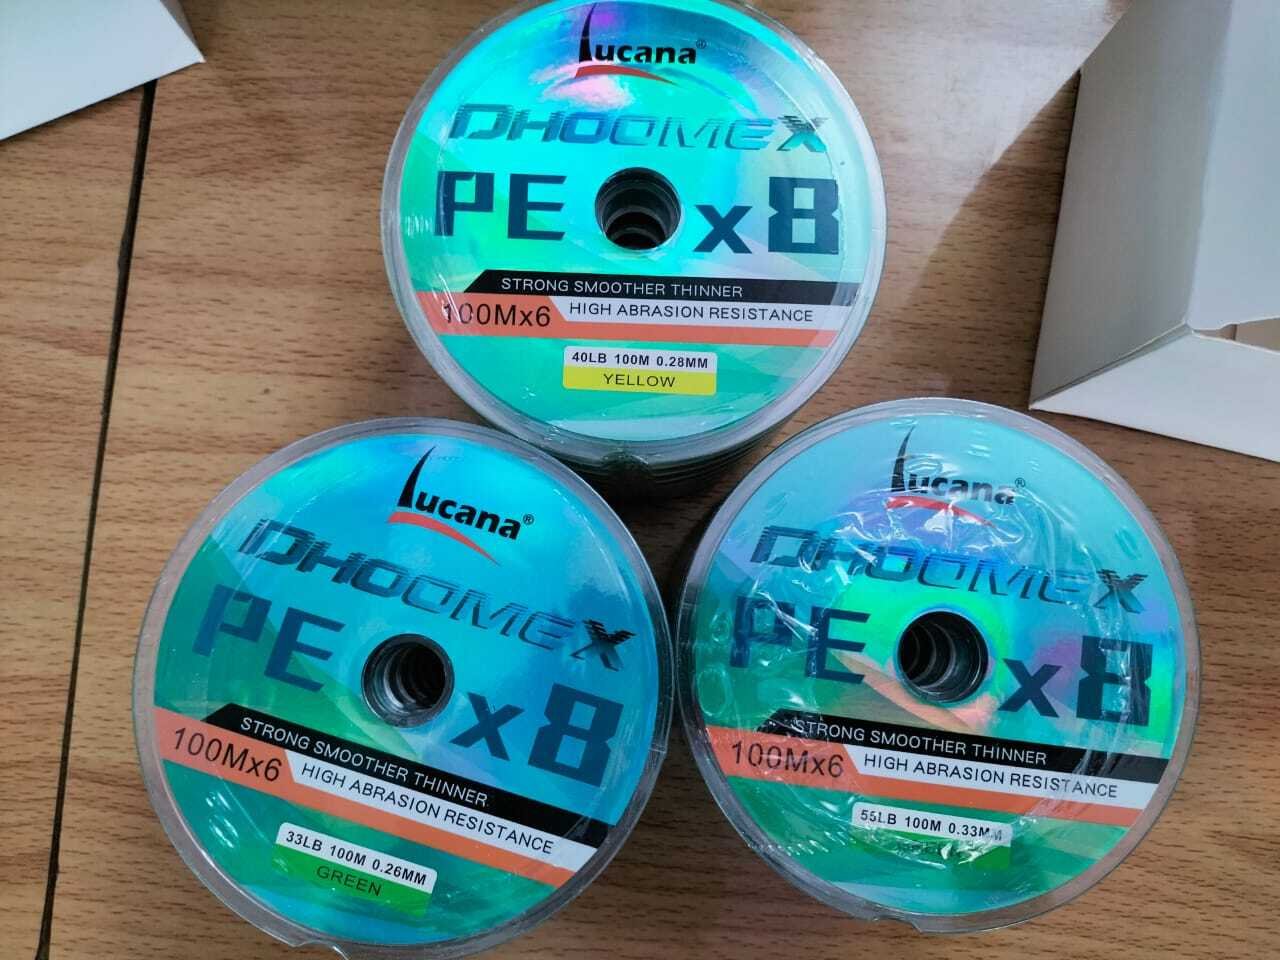 Lucana®
DHOOMEX
PE x8
STRONG SMOOTHER THINNER
100Mx6 HIGH ABRASION RESISTANCE
40LB 100M 0.28MM
YELLOW
Lucana®
DHOOMEX
PE x8
STRONG SMOOTHER THINNER
100Mx6 HIGH ABRASION RESISTANCE
33LB 100M 0.26MM
GREEN
Lucana®
DHOOMEX
PE x8
STRONG SMOOTHER THINNER
100Mx6 HIGH ABRASION RESISTANCE
55LB 100M 0.33MM